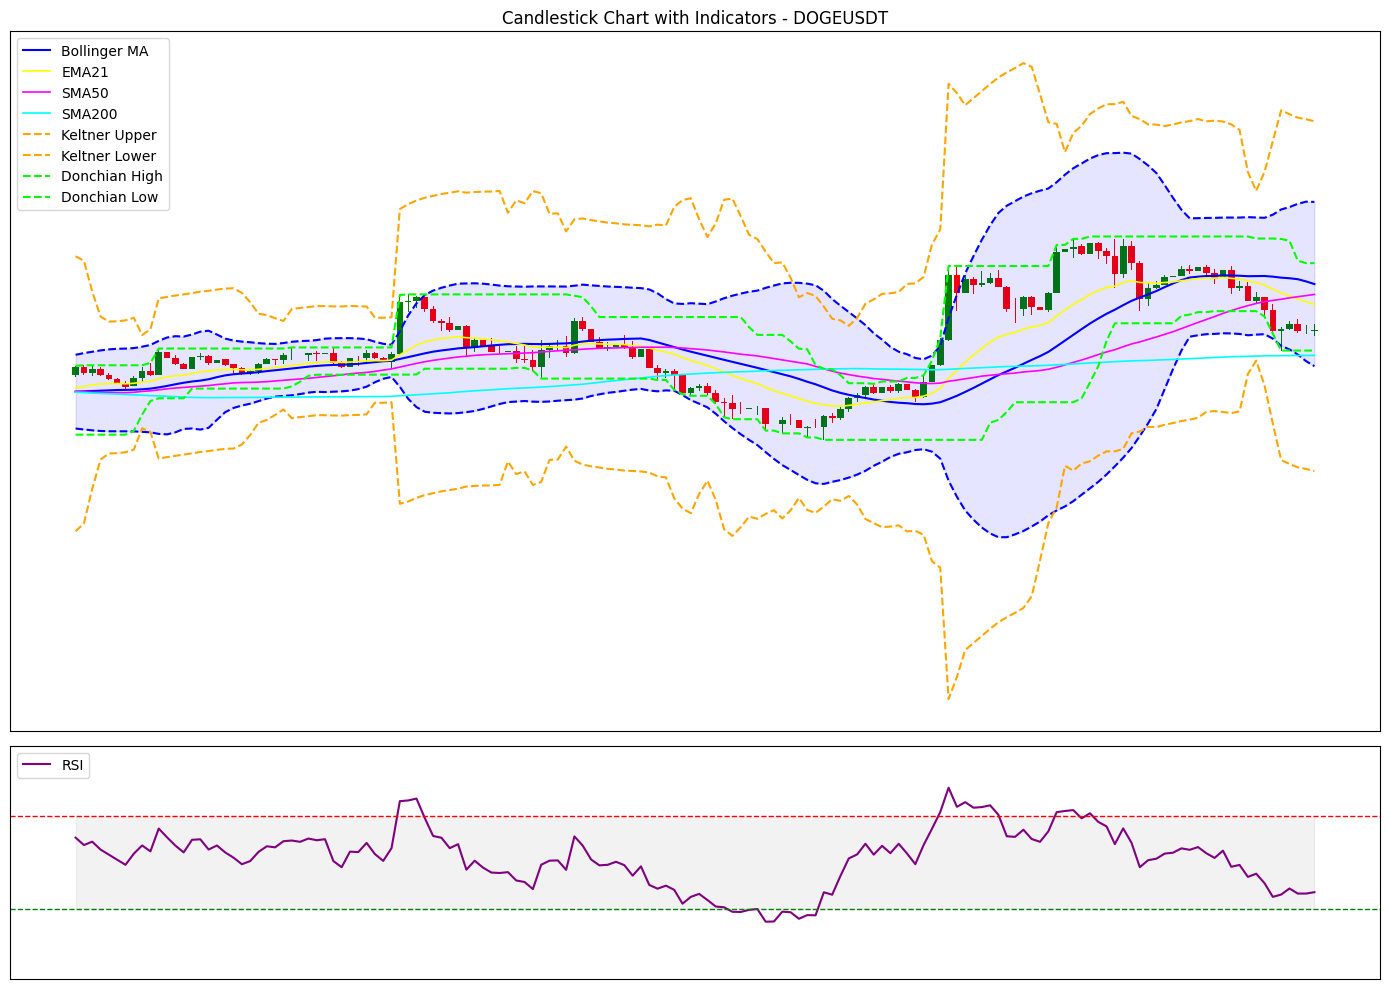 Candlestick Chart with Indicators - DOGEUSDT
Bollinger MA
EMA21
SMA50
SMA200
Keltner Upper
Keltner Lower
Donchian High
Donchian Low
RSI